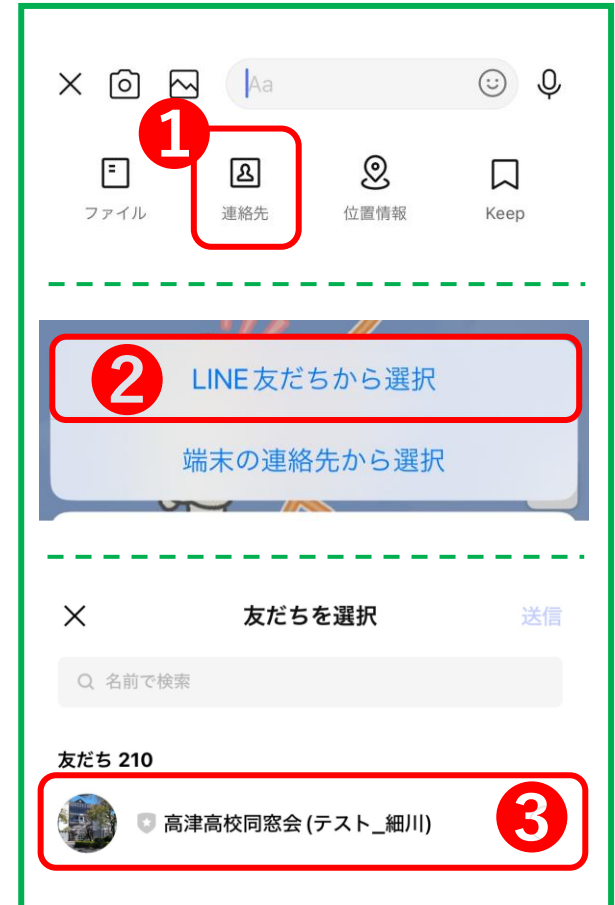 Aa
1
ファイル 連絡先 位置情報 Keep
2
LINE友だちから選択
端末の連絡先から選択
友だちを選択 送信
名前で検索
友だち 210
高津高校同窓会 (テスト_細川) 3